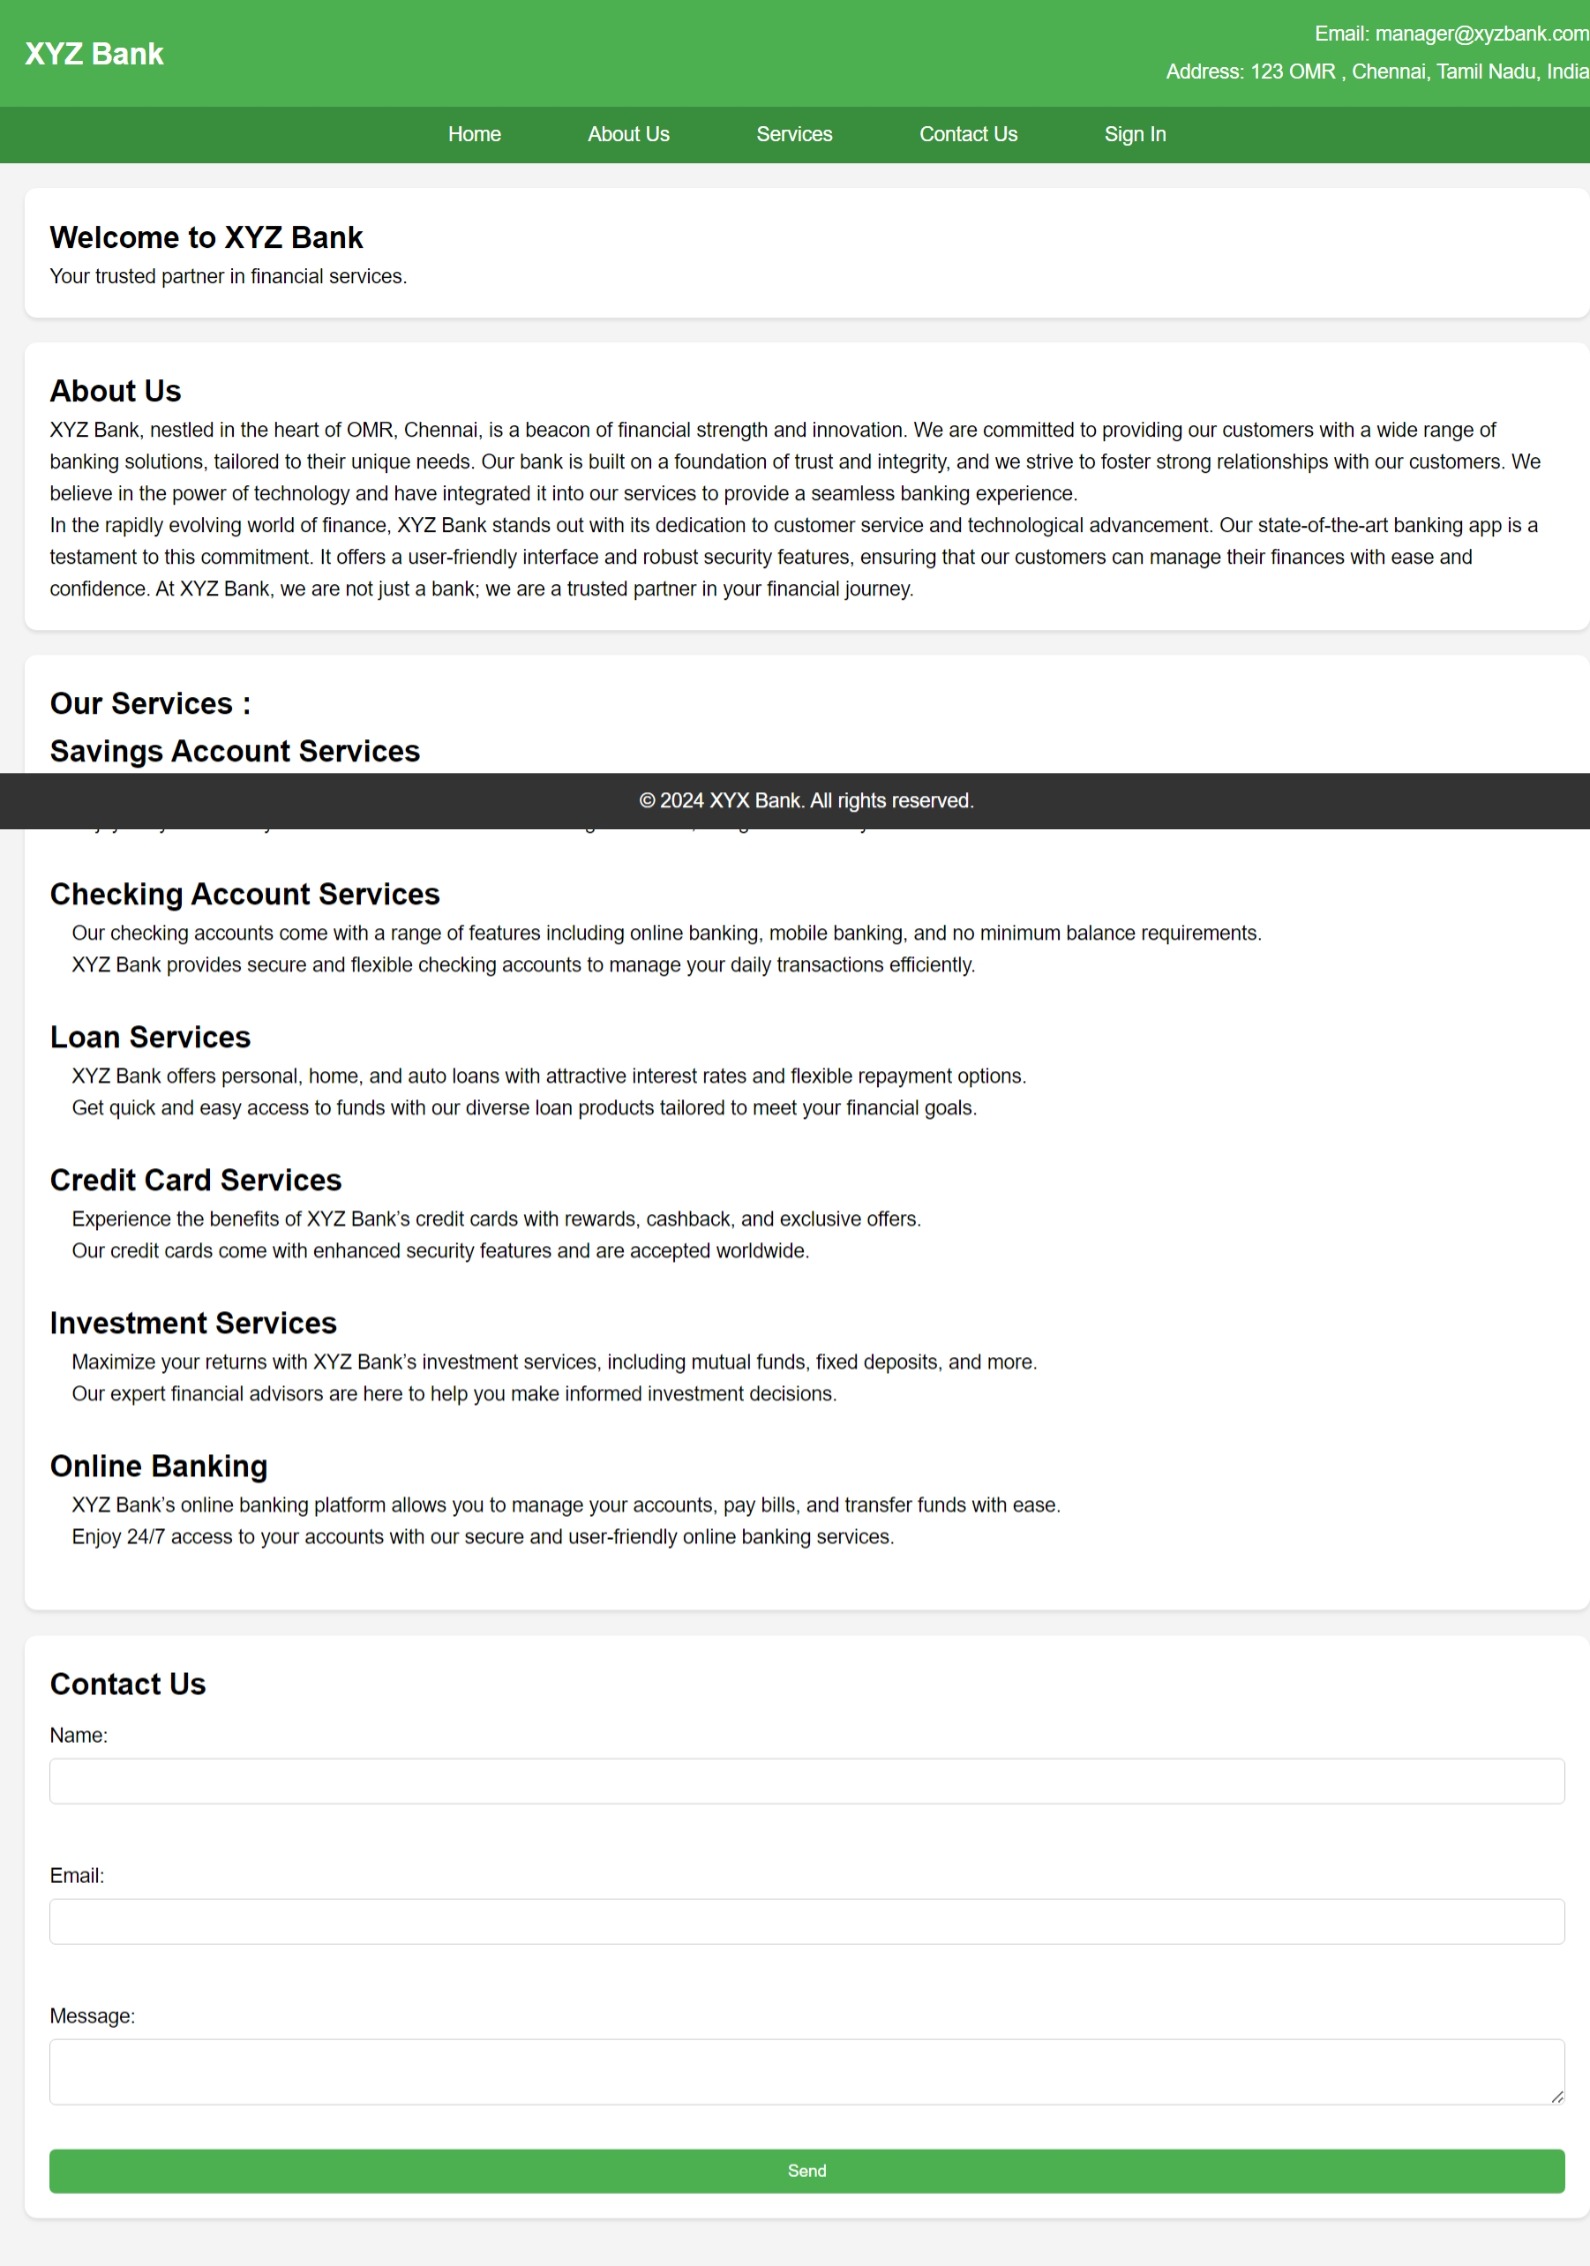 XYZ Bank
Email: manager@xyzbank.com
Address: 123 OMR , Chennai, Tamil Nadu, India
Home About Us Services Contact Us Sign In
Welcome to XYZ Bank
Your trusted partner in financial services.
About Us
XYZ Bank, nestled in the heart of OMR, Chennai, is a beacon of financial strength and innovation. We are committed to providing our customers with a wide range of
banking solutions, tailored to their unique needs. Our bank is built on a foundation of trust and integrity, and we strive to foster strong relationships with our customers. We
believe in the power of technology and have integrated it into our services to provide a seamless banking experience.
In the rapidly evolving world of finance, XYZ Bank stands out with its dedication to customer service and technological advancement. Our state-of-the-art banking app is a
testament to this commitment. It offers a user-friendly interface and robust security features, ensuring that our customers can manage their finances with ease and
confidence. At XYZ Bank, we are not just a bank; we are a trusted partner in your financial journey.
Our Services :
Savings Account Services
© 2024 XYX Bank. All rights reserved.
Checking Account Services
Our checking accounts come with a range of features including online banking, mobile banking, and no minimum balance requirements.
XYZ Bank provides secure and flexible checking accounts to manage your daily transactions efficiently.
Loan Services
XYZ Bank offers personal, home, and auto loans with attractive interest rates and flexible repayment options.
Get quick and easy access to funds with our diverse loan products tailored to meet your financial goals.
Credit Card Services
Experience the benefits of XYZ Bank’s credit cards with rewards, cashback, and exclusive offers.
Our credit cards come with enhanced security features and are accepted worldwide.
Investment Services
Maximize your returns with XYZ Bank’s investment services, including mutual funds, fixed deposits, and more.
Our expert financial advisors are here to help you make informed investment decisions.
Online Banking
XYZ Bank’s online banking platform allows you to manage your accounts, pay bills, and transfer funds with ease.
Enjoy 24/7 access to your accounts with our secure and user-friendly online banking services.
Contact Us
Name:
Email:
Message:
Send